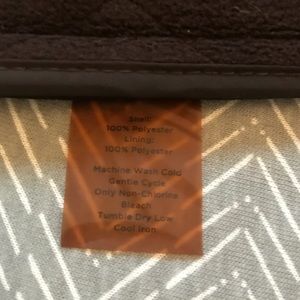 Shell:
100% Polyester
Lining:
100% Polyester
Machine Wash Cold
Gentle Cycle
Only Non-Chlorine
Bleach
Tumble Dry Low
Cool Iron